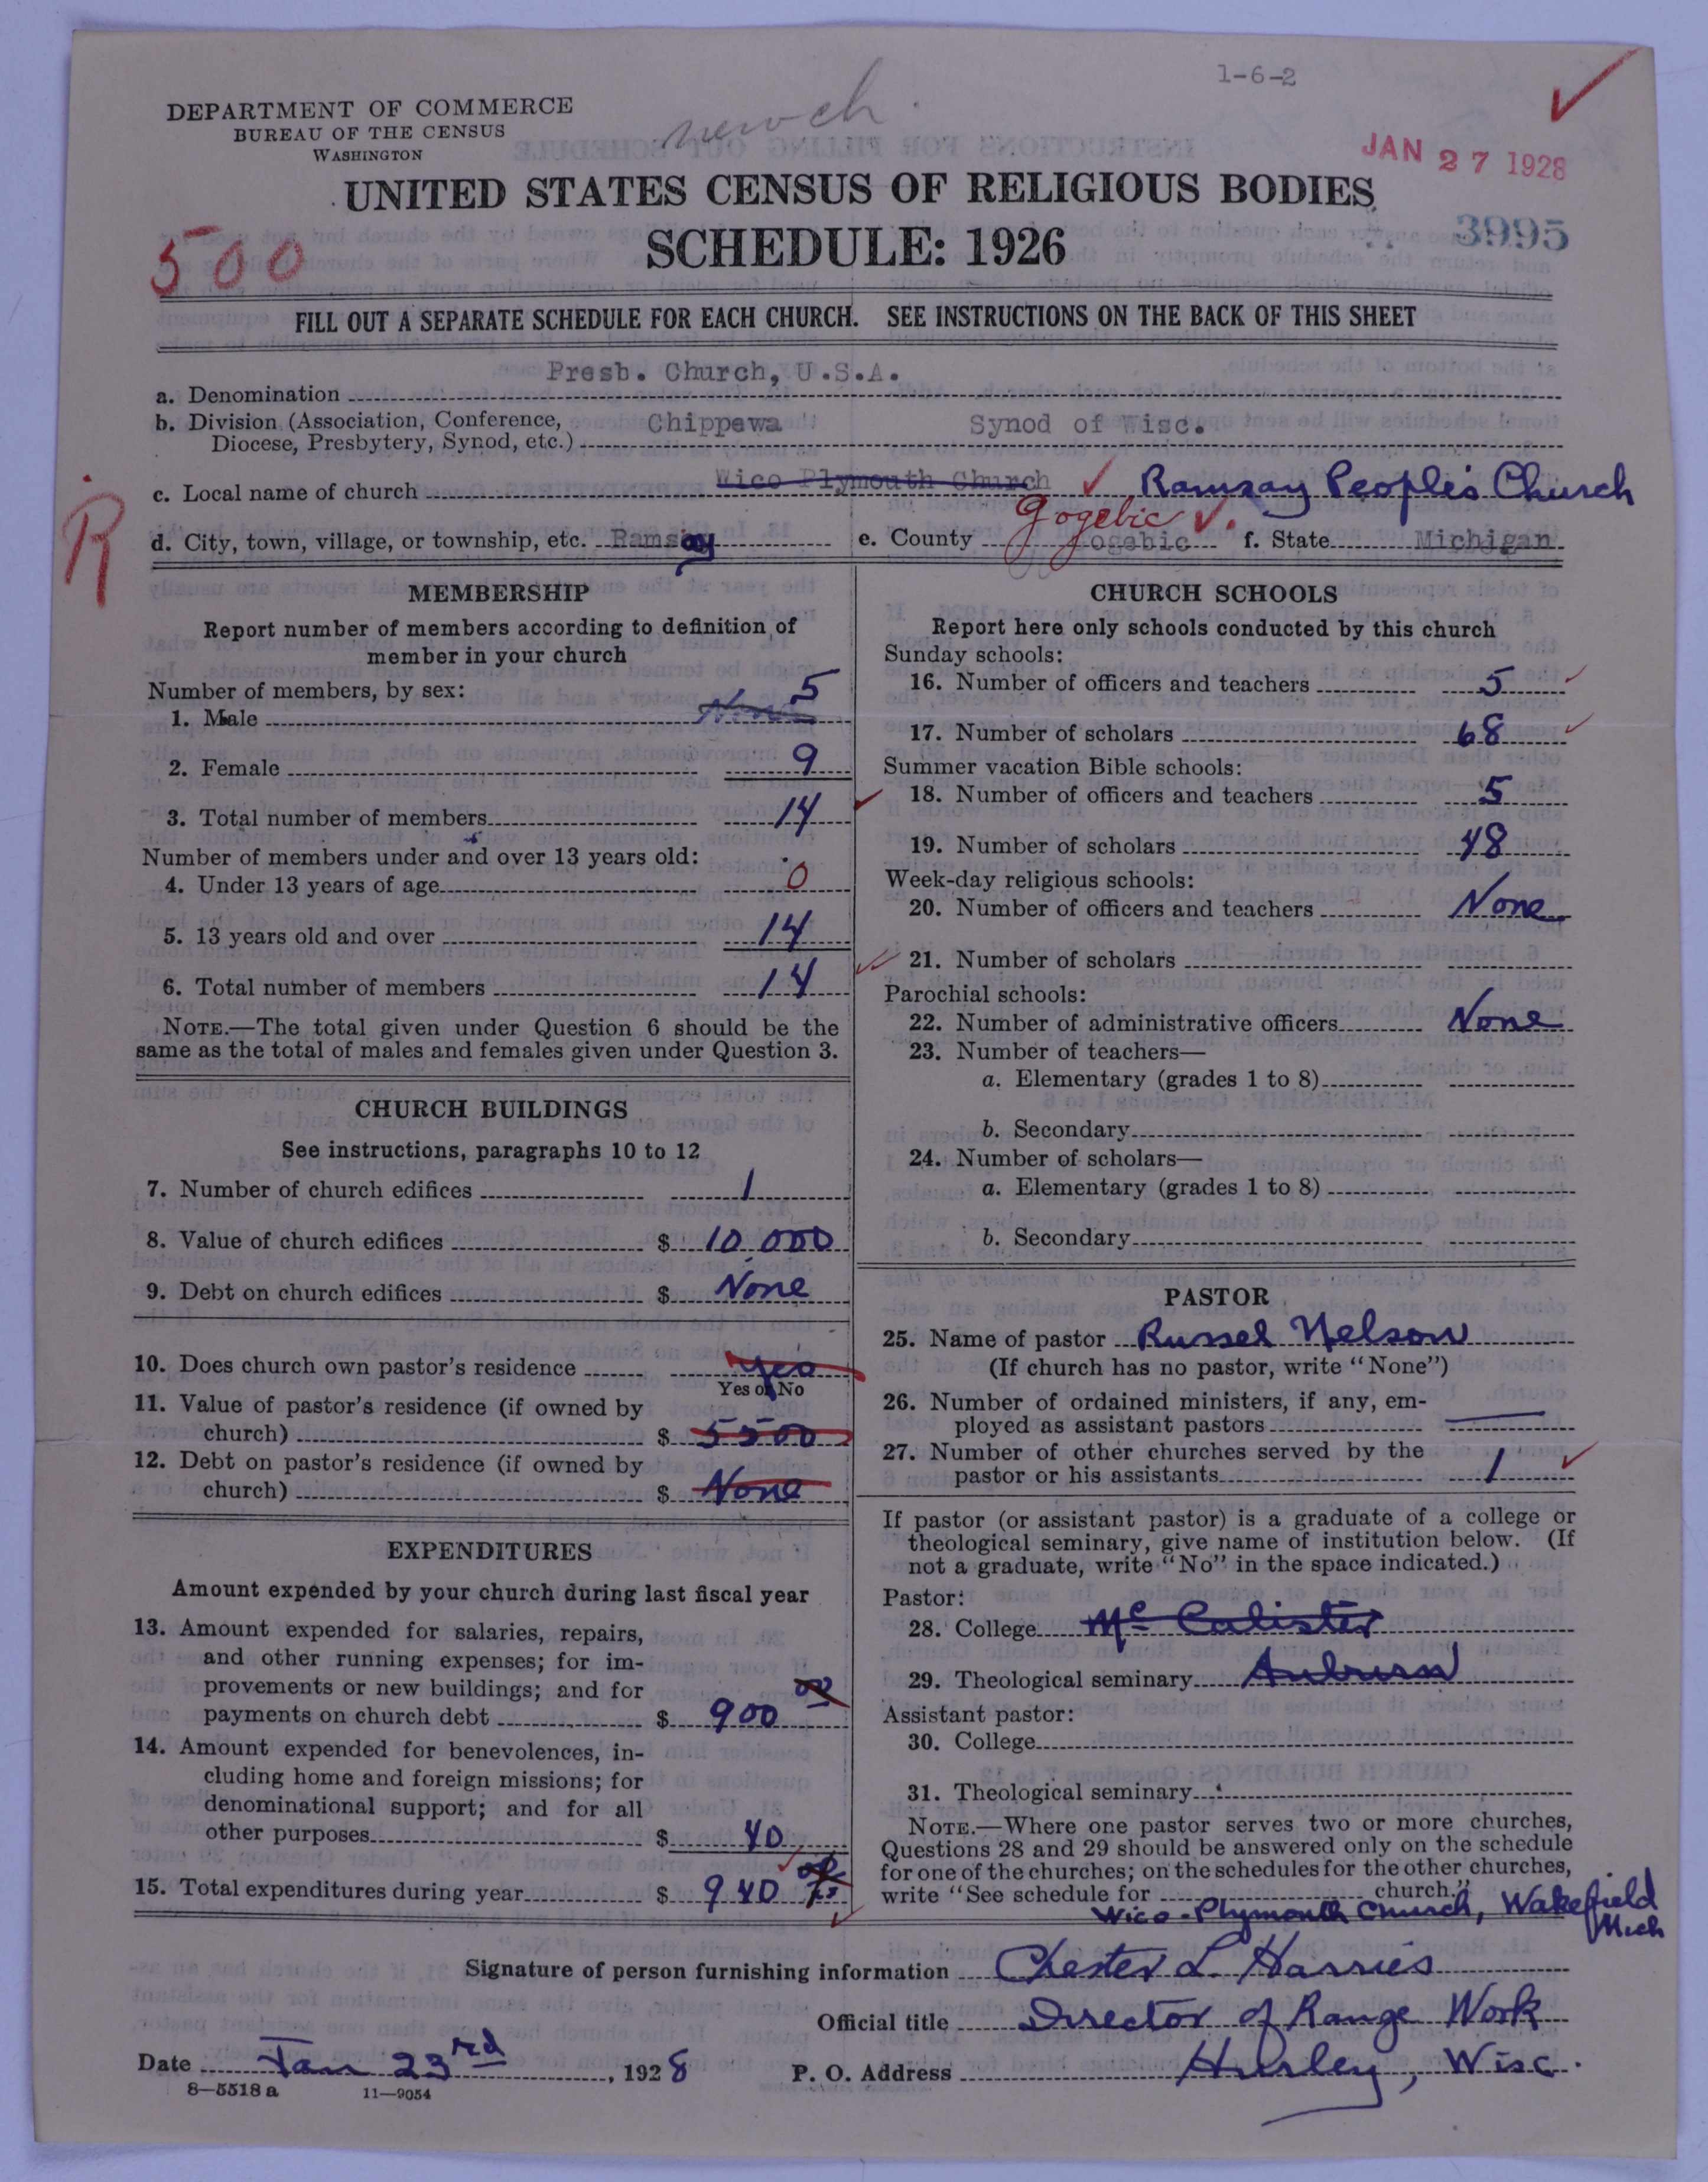 1-6-2
new ch.
DEPARTMENT OF COMMERCE
BUREAU OF THE CENSUS
WASHINGTON
JAN 27 1928
UNITED STATES CENSUS OF RELIGIOUS BODIES
3995
500
SCHEDULE: 1926
FILL OUT A SEPARATE SCHEDULE FOR EACH CHURCH. SEE INSTRUCTIONS ON THE BACK OF THIS SHEET
a. Denomination Presb. Church, U.S.A.
b. Division (Association, Conference, Diocese, Presbytery, Synod, etc.) Chippewa Synod of Wisc.
c. Local name of church Wico Plymouth Church Ramsay People's Church
R
d. City, town, village, or township, etc. Ramsay e. County Gogebic Gogebic f. State Michigan
MEMBERSHIP
Report number of members according to definition of
member in your church
Number of members, by sex:
1. Male None 5
2. Female 9
3. Total number of members 14
Number of members under and over 13 years old:
4. Under 13 years of age 0
5. 13 years old and over 14
6. Total number of members 14
NOTE.—The total given under Question 6 should be the
same as the total of males and females given under Question 3.
CHURCH BUILDINGS
See instructions, paragraphs 10 to 12
7. Number of church edifices 1
8. Value of church edifices $ 10,000
9. Debt on church edifices $ None
10. Does church own pastor's residence Yes
Yes or No
11. Value of pastor's residence (if owned by
church) $ 5500
12. Debt on pastor's residence (if owned by
church) $ None
EXPENDITURES
Amount expended by your church during last fiscal year
13. Amount expended for salaries, repairs,
and other running expenses; for im-
provements or new buildings; and for
payments on church debt $ 900 00
14. Amount expended for benevolences, in-
cluding home and foreign missions; for
denominational support; and for all
other purposes $ 40
15. Total expenditures during year $ 940
CHURCH SCHOOLS
Report here only schools conducted by this church
Sunday schools:
16. Number of officers and teachers 5
17. Number of scholars 68
Summer vacation Bible schools:
18. Number of officers and teachers 5
19. Number of scholars 48
Week-day religious schools:
20. Number of officers and teachers None
21. Number of scholars
Parochial schools:
22. Number of administrative officers None
23. Number of teachers—
a. Elementary (grades 1 to 8)
b. Secondary
24. Number of scholars—
a. Elementary (grades 1 to 8)
b. Secondary
PASTOR
25. Name of pastor Russel Nelson
(If church has no pastor, write "None")
26. Number of ordained ministers, if any, em-
ployed as assistant pastors
27. Number of other churches served by the
pastor or his assistants 1
If pastor (or assistant pastor) is a graduate of a college or
theological seminary, give name of institution below. (If
not a graduate, write "No" in the space indicated.)
Pastor:
28. College Mc Calister
29. Theological seminary Auburn
Assistant pastor:
30. College
31. Theological seminary
NOTE.—Where one pastor serves two or more churches,
Questions 28 and 29 should be answered only on the schedule
for one of the churches; on the schedules for the other churches,
write "See schedule for church."
Wico-Plymouth Church, Wakefield
Mich
Signature of person furnishing information Chester L. Harries
Official title Director of Range Work
Date Jan 23rd, 1928 P. O. Address Hurley, Wisc.
8—5518 a 11—9054